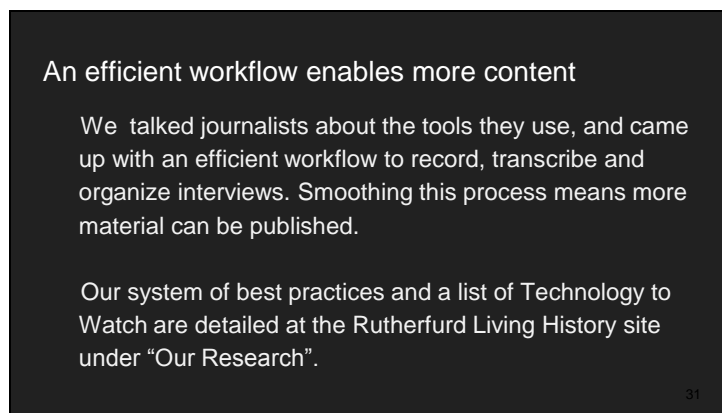 An efficient workflow enables more content
We talked journalists about the tools they use, and came
up with an efficient workflow to record, transcribe and
organize interviews. Smoothing this process means more
material can be published.
Our system of best practices and a list of Technology to
Watch are detailed at the Rutherfurd Living History site
under “Our Research”.
31